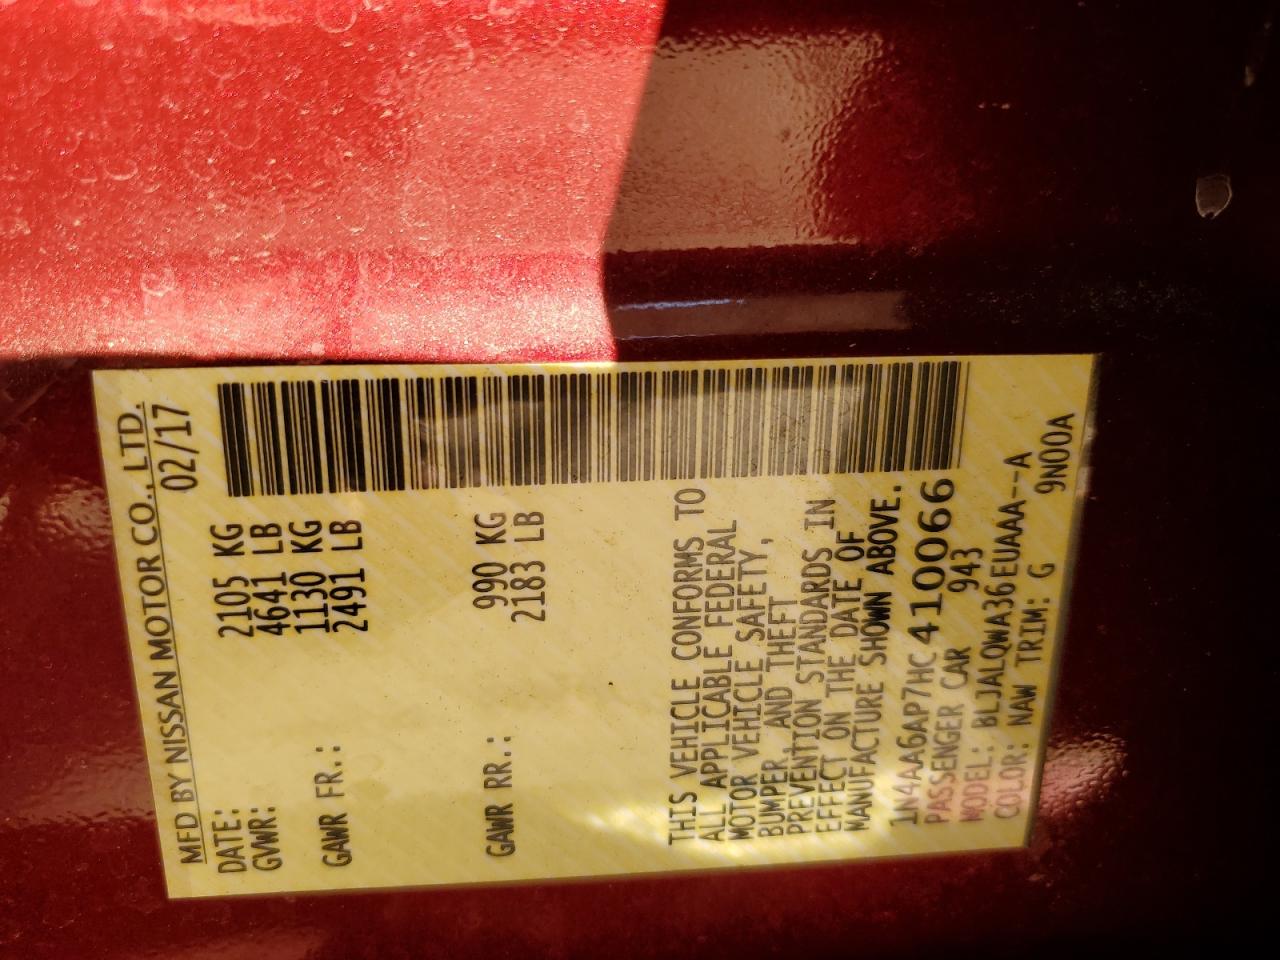 MFD BY NISSAN MOTOR CO., LTD.
DATE: 02/17
GVWR: 2105 KG
4641 LB
GAWR FR.: 1130 KG
2491 LB
GAWR RR.: 990 KG
2183 LB
THIS VEHICLE CONFORMS TO
ALL APPLICABLE FEDERAL
MOTOR VEHICLE SAFETY,
BUMPER, AND THEFT
PREVENTION STANDARDS IN
EFFECT ON THE DATE OF
MANUFACTURE SHOWN ABOVE.
1N4AA6AP7HC410066
PASSENGER CAR 943
MODEL: BLJALQWA36EUAAA--A
COLOR: NAW TRIM: G 9N00A